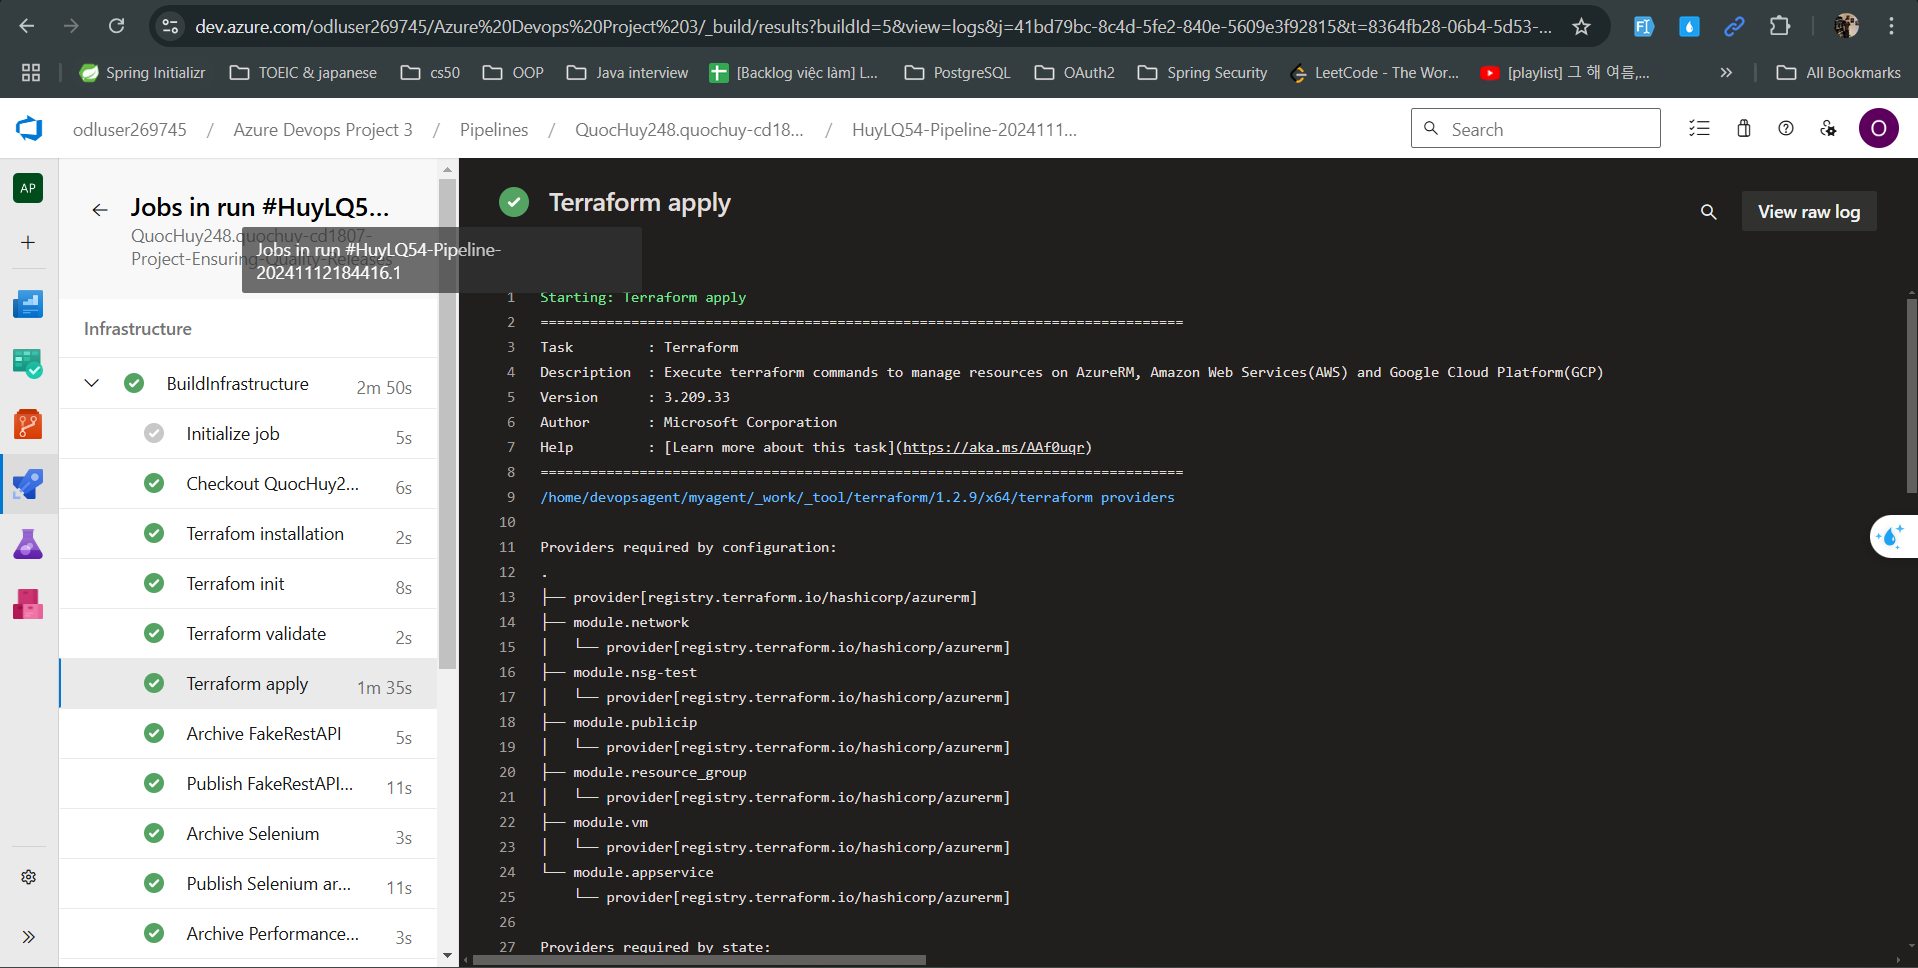 dev.azure.com/odluser269745/Azure%20Devops%20Project%203/_build/results?buildId=5&view=logs&j=41bd79bc-8c4d-5fe2-840e-5609e3f92815&t=8364fb28-06b4-5d53-...
Spring Initializr
TOEIC & japanese
cs50
OOP
Java interview
[Backlog việc làm] L...
PostgreSQL
OAuth2
Spring Security
LeetCode - The Wor...
[playlist] 그 해 여름,...
All Bookmarks
odluser269745 / Azure Devops Project 3 / Pipelines / QuocHuy248.quochuy-cd18... / HuyLQ54-Pipeline-2024111...
Search
O
AP
Jobs in run #HuyLQ5...
QuocHuy248.quochuy-cd1807-
Project-Ensuring-Quality-Releases
Jobs in run #HuyLQ54-Pipeline-
20241112184416.1
Infrastructure
BuildInfrastructure 2m 50s
Initialize job 5s
Checkout QuocHuy2... 6s
Terrafom installation 2s
Terrafom init 8s
Terraform validate 2s
Terraform apply 1m 35s
Archive FakeRestAPI 5s
Publish FakeRestAPI... 11s
Archive Selenium 3s
Publish Selenium ar... 11s
Archive Performance... 3s
Terraform apply
View raw log
1 Starting: Terraform apply
2 ==============================================================================
3 Task         : Terraform
4 Description  : Execute terraform commands to manage resources on AzureRM, Amazon Web Services(AWS) and Google Cloud Platform(GCP)
5 Version      : 3.209.33
6 Author       : Microsoft Corporation
7 Help         : [Learn more about this task](https://aka.ms/AAf0uqr)
8 ==============================================================================
9 /home/devopsagent/myagent/_work/_tool/terraform/1.2.9/x64/terraform providers
10
11 Providers required by configuration:
12 .
13 ├── provider[registry.terraform.io/hashicorp/azurerm]
14 ├── module.network
15 │   └── provider[registry.terraform.io/hashicorp/azurerm]
16 ├── module.nsg-test
17 │   └── provider[registry.terraform.io/hashicorp/azurerm]
18 ├── module.publicip
19 │   └── provider[registry.terraform.io/hashicorp/azurerm]
20 ├── module.resource_group
21 │   └── provider[registry.terraform.io/hashicorp/azurerm]
22 ├── module.vm
23 │   └── provider[registry.terraform.io/hashicorp/azurerm]
24 └── module.appservice
25     └── provider[registry.terraform.io/hashicorp/azurerm]
26
27 Providers required by state: